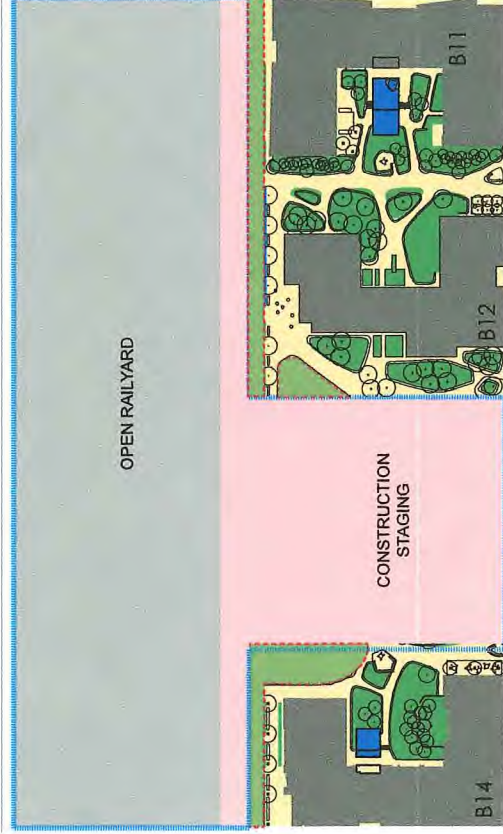 OPEN RAILYARD
CONSTRUCTION
STAGING
B11
B12
B14